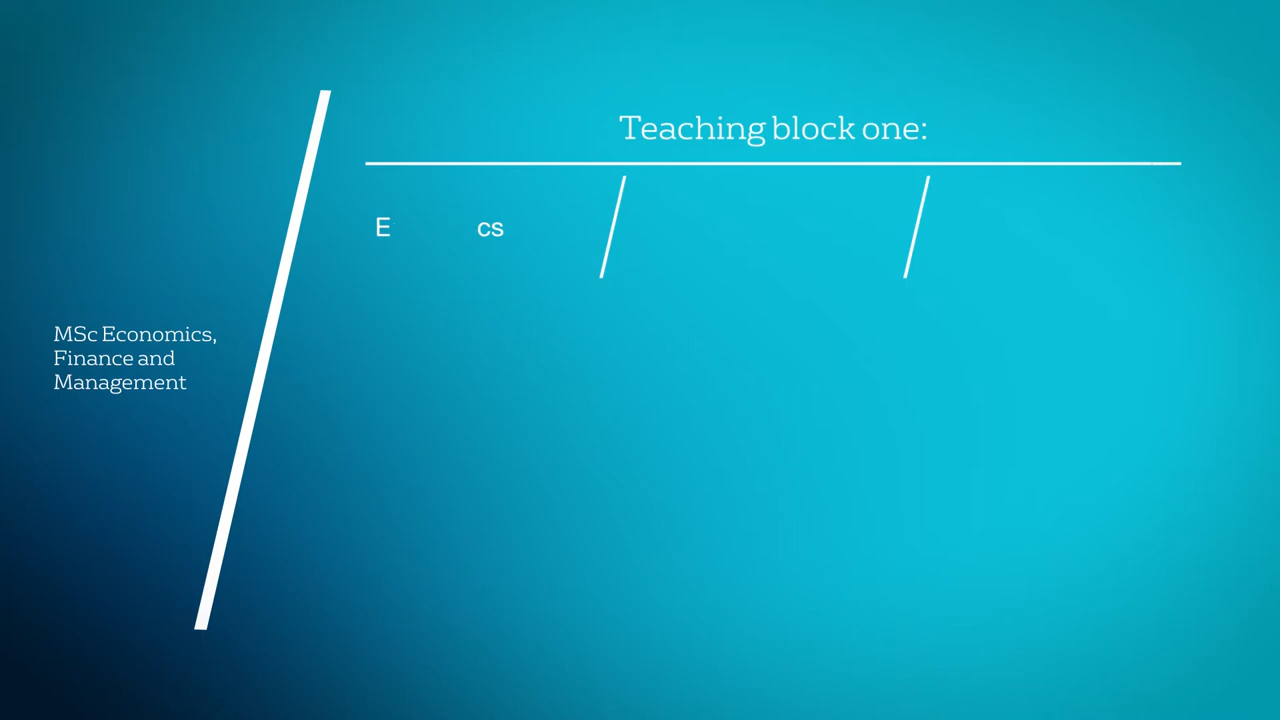 Teaching block one:
E cs
MSc Economics,
Finance and
Management